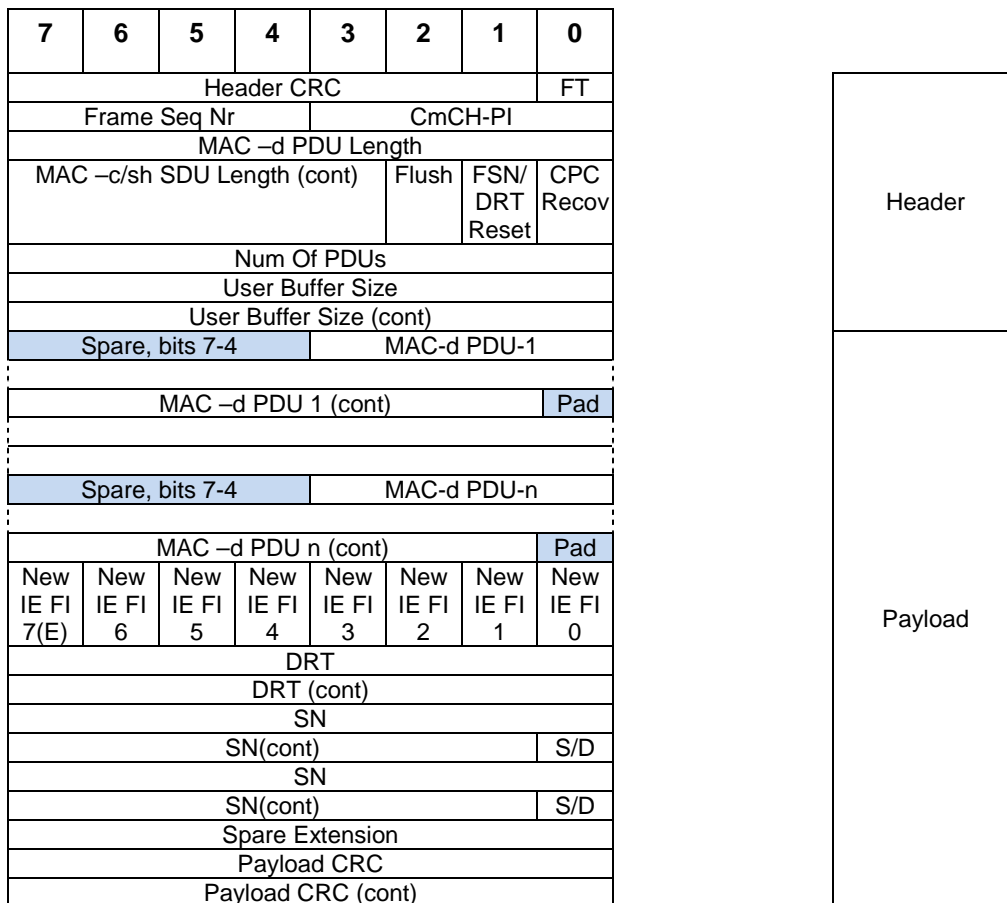 7 6 5 4 3 2 1 0
Header CRC FT
Frame Seq Nr CmCH-PI
MAC –d PDU Length
MAC –c/sh SDU Length (cont) Flush FSN/ CPC
DRT Recov
Reset
Header
Num Of PDUs
User Buffer Size
User Buffer Size (cont)
Spare, bits 7-4 MAC-d PDU-1
MAC –d PDU 1 (cont) Pad
Spare, bits 7-4 MAC-d PDU-n
MAC –d PDU n (cont) Pad
New New New New New New New New
IE FI IE FI IE FI IE FI IE FI IE FI IE FI IE FI
7(E) 6 5 4 3 2 1 0
Payload
DRT
DRT (cont)
SN
SN(cont) S/D
SN
SN(cont) S/D
Spare Extension
Payload CRC
Payload CRC (cont)